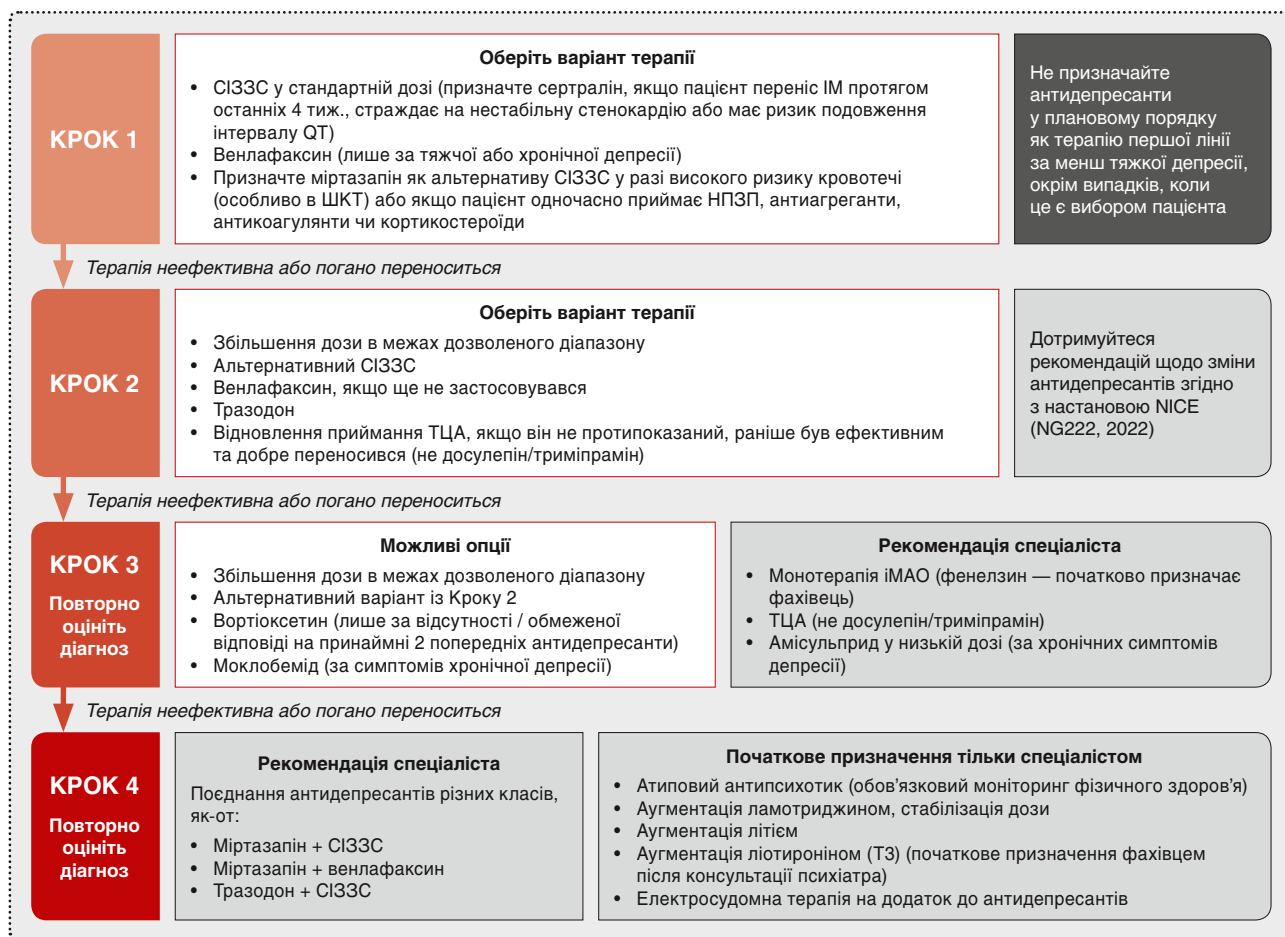 КРОК 1
Оберіть варіант терапії
• СІЗЗС у стандартній дозі (призначте сертралін, якщо пацієнт переніс ІМ протягом
останніх 4 тиж., страждає на нестабільну стенокардію або має ризик подовження
інтервалу QT)
• Венлафаксин (лише за тяжчої або хронічної депресії)
• Призначте міртазапін як альтернативу СІЗЗС у разі високого ризику кровотечі
(особливо в ШКТ) або якщо пацієнт одночасно приймає НПЗП, антиагреганти,
антикоагулянти чи кортикостероїди
Не призначайте
антидепресанти
у плановому порядку
як терапію першої лінії
за менш тяжкої депресії,
окрім випадків, коли
це є вибором пацієнта
Терапія неефективна або погано переноситься
КРОК 2
Оберіть варіант терапії
• Збільшення дози в межах дозволеного діапазону
• Альтернативний СІЗЗС
• Венлафаксин, якщо ще не застосовувався
• Тразодон
• Відновлення приймання ТЦА, якщо він не протипоказаний, раніше був ефективним
та добре переносився (не досулепін/триміпрамін)
Дотримуйтеся
рекомендацій щодо зміни
антидепресантів згідно
з настановою NICE
(NG222, 2022)
Терапія неефективна або погано переноситься
КРОК 3
Повторно
оцініть
діагноз
Можливі опції
• Збільшення дози в межах дозволеного діапазону
• Альтернативний варіант із Кроку 2
• Вортіоксетин (лише за відсутності / обмеженої
відповіді на принаймні 2 попередніх антидепресанти)
• Моклобемід (за симптомів хронічної депресії)
Рекомендація спеціаліста
• Монотерапія іМАО (фенелзин — початково призначає
фахівець)
• ТЦА (не досулепін/триміпрамін)
• Амісульприд у низькій дозі (за хронічних симптомів
депресії)
Терапія неефективна або погано переноситься
КРОК 4
Повторно
оцініть
діагноз
Рекомендація спеціаліста
Поєднання антидепресантів різних класів,
як-от:
• Міртазапін + СІЗЗС
• Міртазапін + венлафаксин
• Тразодон + СІЗЗС
Початкове призначення тільки спеціалістом
• Атиповий антипсихотик (обов’язковий моніторинг фізичного здоров’я)
• Аугментація ламотриджином, стабілізація дози
• Аугментація літієм
• Аугментація ліотироніном (Т3) (початкове призначення фахівцем
після консультації психіатра)
• Електросудомна терапія на додаток до антидепресантів